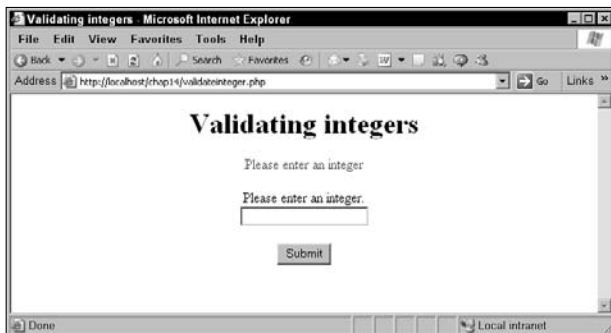 Validating integers - Microsoft Internet Explorer
File Edit View Favorites Tools Help
Back Search Favorites
Address http://localhost/chap14/validateinteger.php Go Links »
Validating integers
Please enter an integer
Please enter an integer.
Submit
Done Local intranet